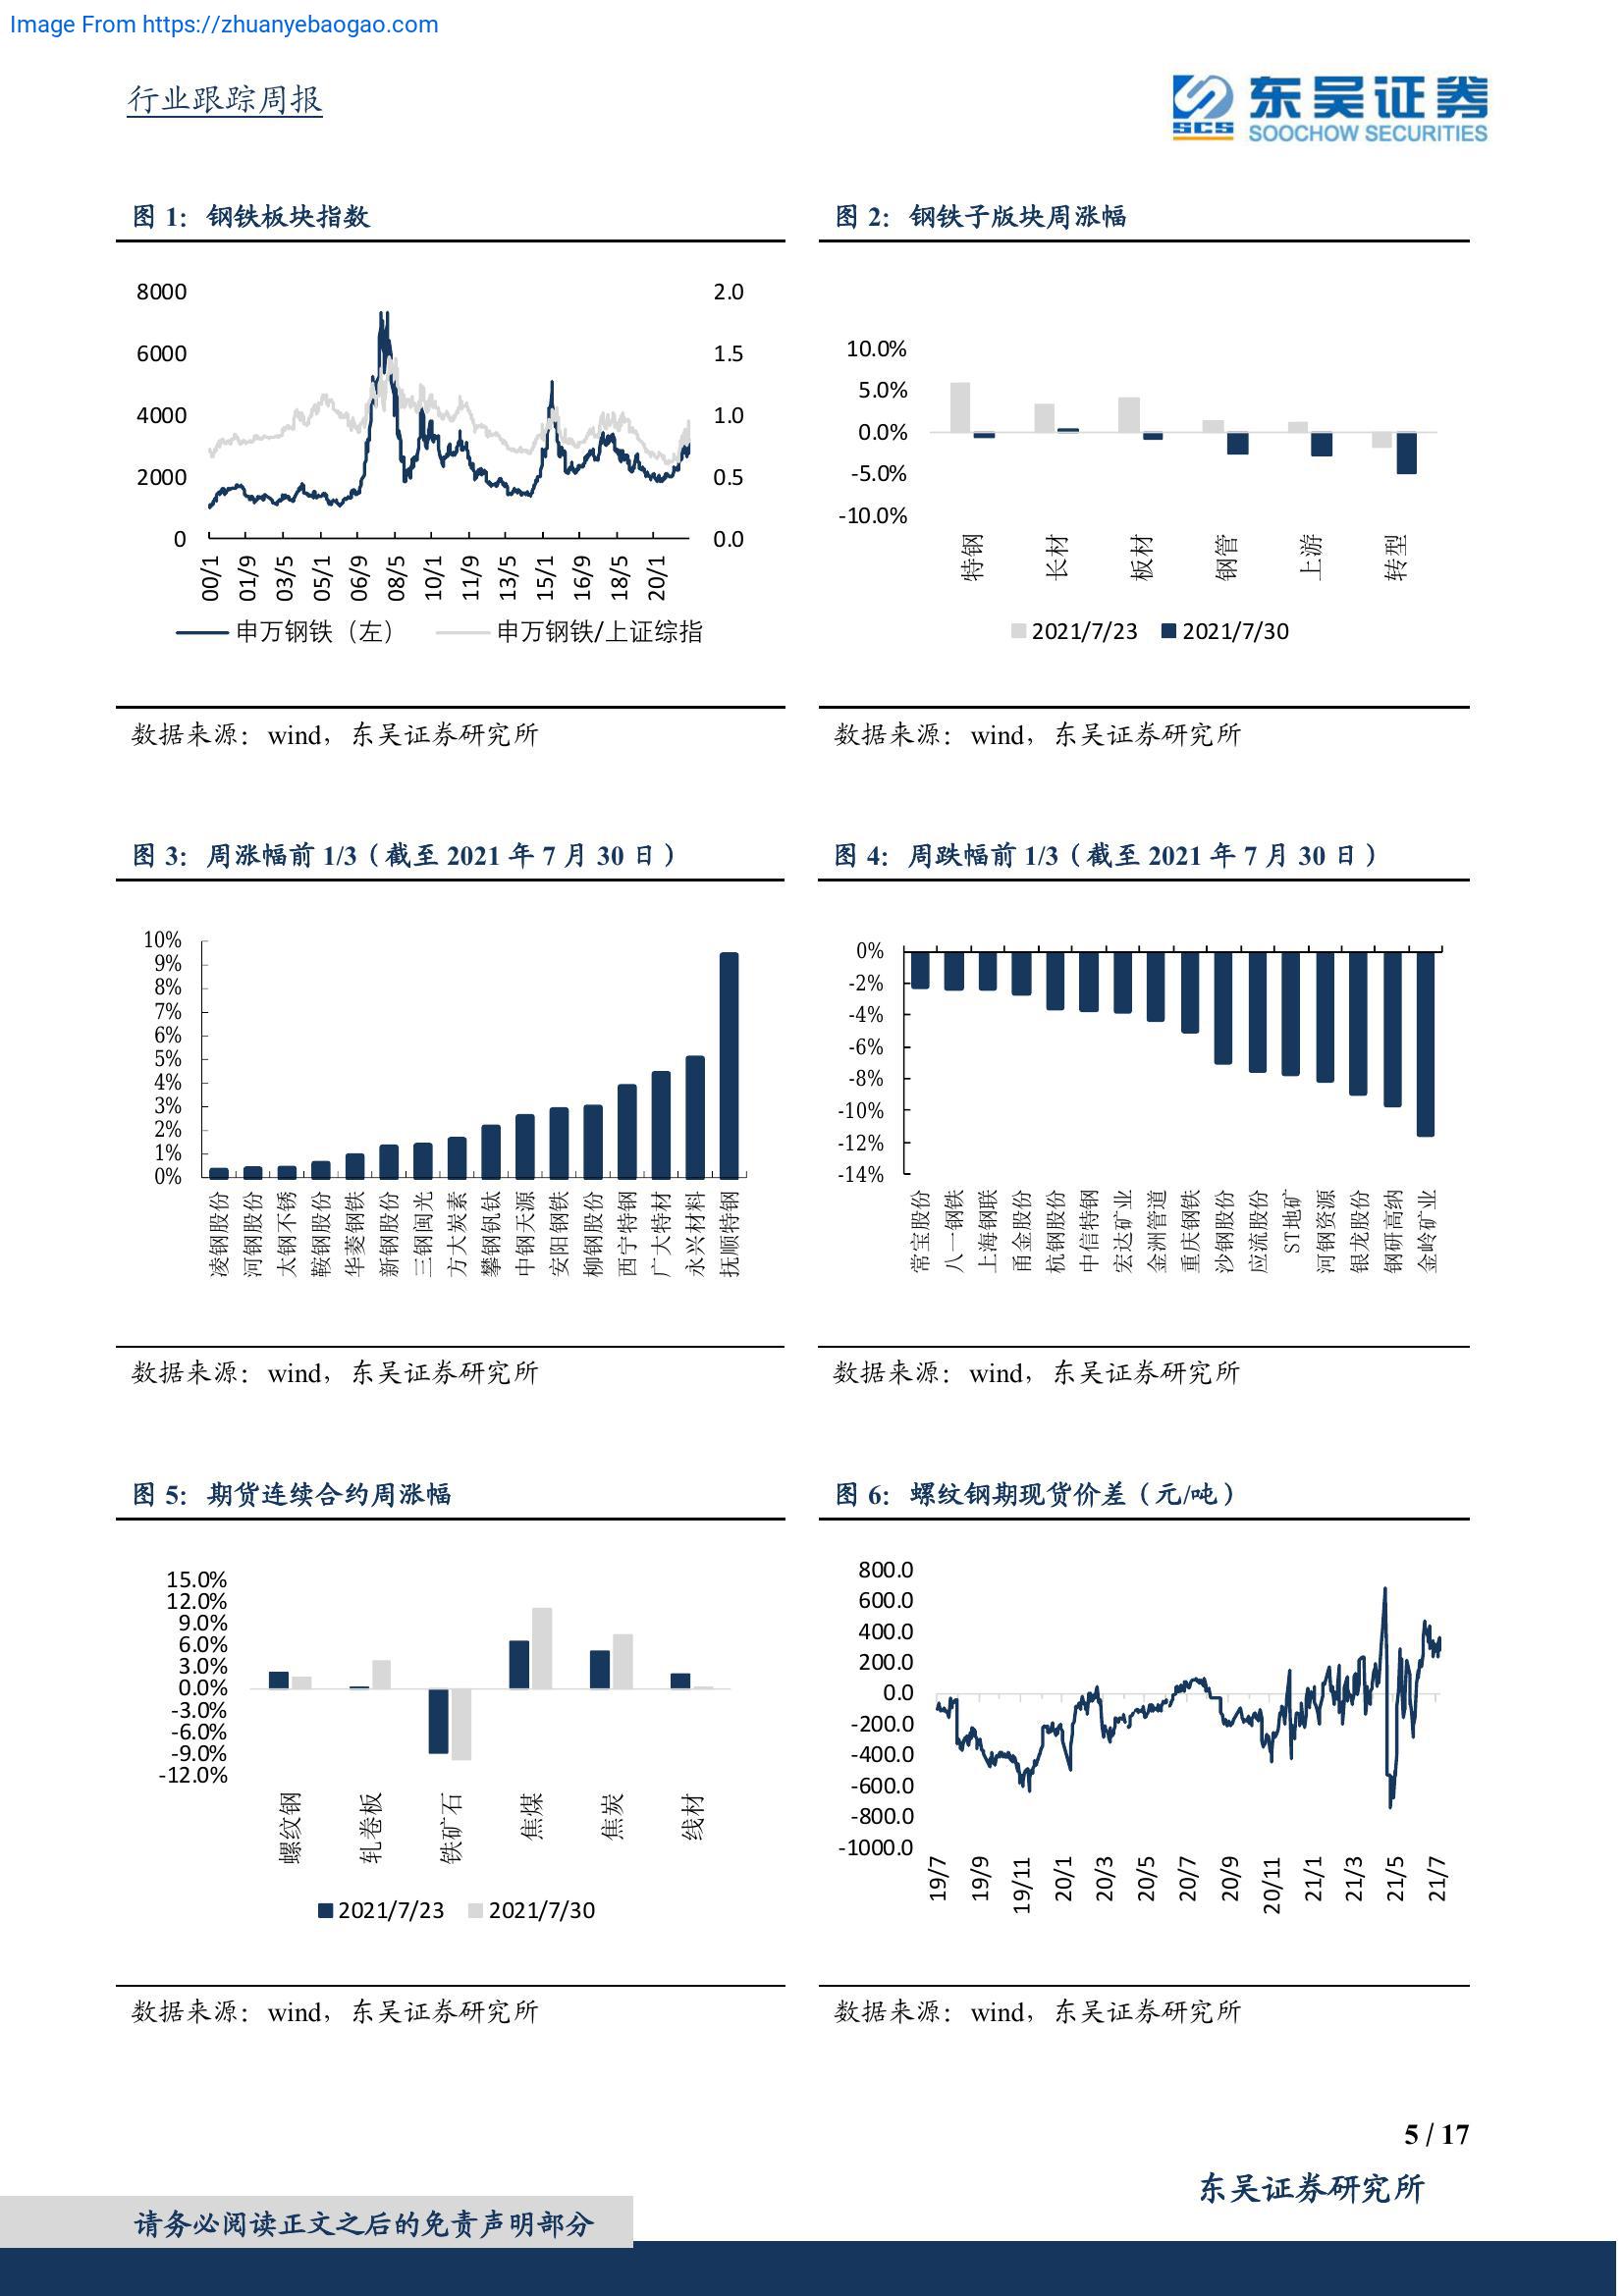 Image From https://zhuanyebaogao.com
行业跟踪周报
SCS
东吴证券
SOOCHOW SECURITIES
图 1：钢铁板块指数
8000
6000
4000
2000
0
2.0
1.5
1.0
0.5
0.0
00/1
01/9
03/5
05/1
06/9
08/5
10/1
11/9
13/5
15/1
16/9
18/5
20/1
申万钢铁（左）
申万钢铁/上证综指
数据来源：wind，东吴证券研究所
图 2：钢铁子版块周涨幅
10.0%
5.0%
0.0%
-5.0%
-10.0%
特钢
长材
板材
钢管
上游
转型
2021/7/23
2021/7/30
数据来源：wind，东吴证券研究所
图 3：周涨幅前 1/3（截至 2021 年 7 月 30 日）
10%
9%
8%
7%
6%
5%
4%
3%
2%
1%
0%
凌钢股份
河钢股份
太钢不锈
鞍钢股份
华菱钢铁
新钢股份
三钢闽光
方大炭素
攀钢钒钛
中钢天源
安阳钢铁
柳钢股份
西宁特钢
广大特材
永兴材料
抚顺特钢
数据来源：wind，东吴证券研究所
图 4：周跌幅前 1/3（截至 2021 年 7 月 30 日）
0%
-2%
-4%
-6%
-8%
-10%
-12%
-14%
常宝股份
八一钢铁
上海钢联
甬金股份
杭钢股份
中信特钢
宏达矿业
金洲管道
重庆钢铁
沙钢股份
应流股份
ST地矿
河钢资源
银龙股份
钢研高纳
金岭矿业
数据来源：wind，东吴证券研究所
图 5：期货连续合约周涨幅
15.0%
12.0%
9.0%
6.0%
3.0%
0.0%
-3.0%
-6.0%
-9.0%
-12.0%
螺纹钢
轧卷板
铁矿石
焦煤
焦炭
线材
2021/7/23
2021/7/30
数据来源：wind，东吴证券研究所
图 6：螺纹钢期现货价差（元/吨）
800.0
600.0
400.0
200.0
0.0
-200.0
-400.0
-600.0
-800.0
-1000.0
19/7
19/9
19/11
20/1
20/3
20/5
20/7
20/9
20/11
21/1
21/3
21/5
21/7
数据来源：wind，东吴证券研究所
5 / 17
东吴证券研究所
请务必阅读正文之后的免责声明部分